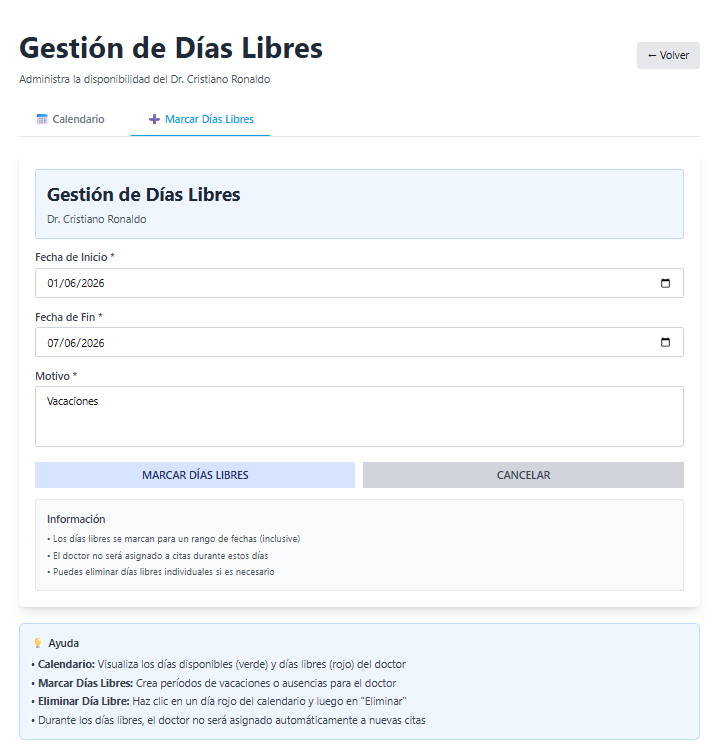 Gestión de Días Libres
← Volver
Administra la disponibilidad del Dr. Cristiano Ronaldo
Calendario
Marcar Días Libres
Gestión de Días Libres
Dr. Cristiano Ronaldo
Fecha de Inicio *
01/06/2026
Fecha de Fin *
07/06/2026
Motivo *
Vacaciones
MARCAR DÍAS LIBRES
CANCELAR
Información
• Los días libres se marcan para un rango de fechas (inclusive)
• El doctor no será asignado a citas durante estos días
• Puedes eliminar días libres individuales si es necesario
Ayuda
• Calendario: Visualiza los días disponibles (verde) y días libres (rojo) del doctor
• Marcar Días Libres: Crea períodos de vacaciones o ausencias para el doctor
• Eliminar Día Libre: Haz clic en un día rojo del calendario y luego en "Eliminar"
• Durante los días libres, el doctor no será asignado automáticamente a nuevas citas